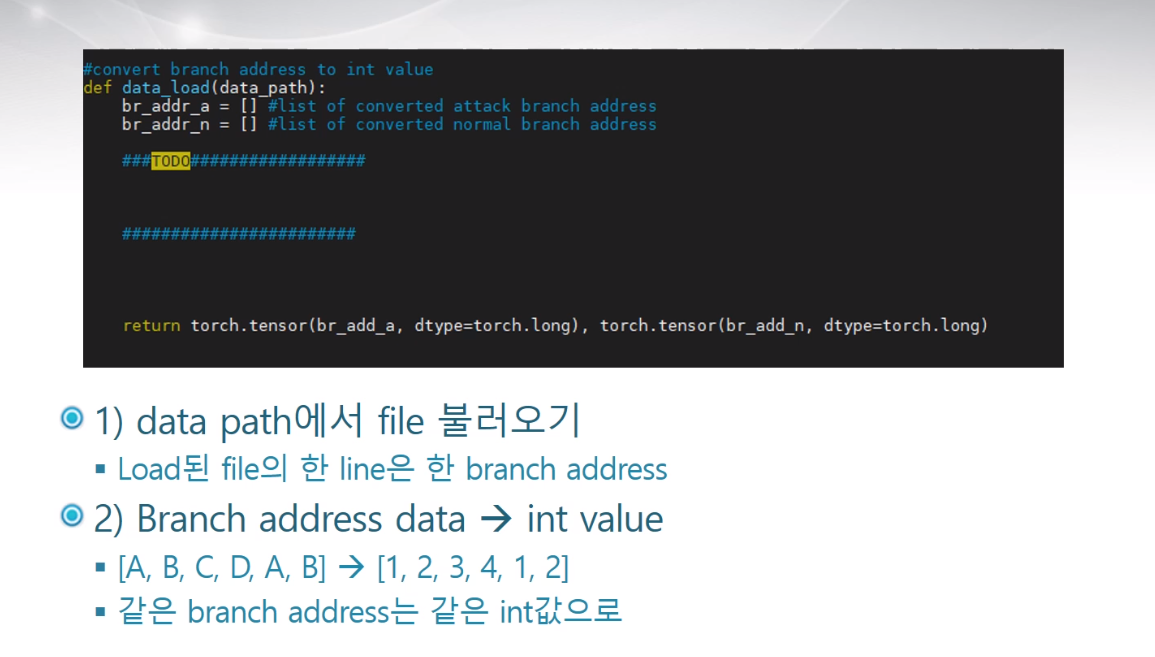 #convert branch address to int value
def data_load(data_path):
br_addr_a = [] #list of converted attack branch address
br_addr_n = [] #list of converted normal branch address
###TODO##################
########################
return torch.tensor(br_add_a, dtype=torch.long), torch.tensor(br_add_n, dtype=torch.long)
1) data path에서 file 불러오기
Load된 file의 한 line은 한 branch address
2) Branch address data → int value
[A, B, C, D, A, B] → [1, 2, 3, 4, 1, 2]
같은 branch address는 같은 int값으로